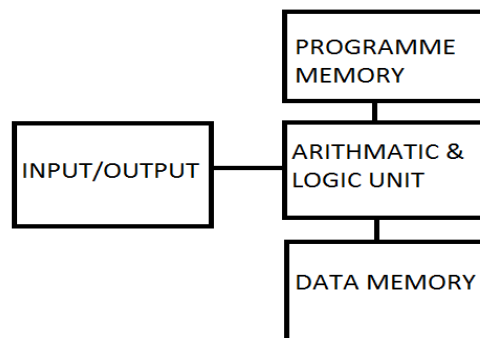 PROGRAMME
MEMORY
INPUT/OUTPUT
ARITHMATIC &
LOGIC UNIT
DATA MEMORY